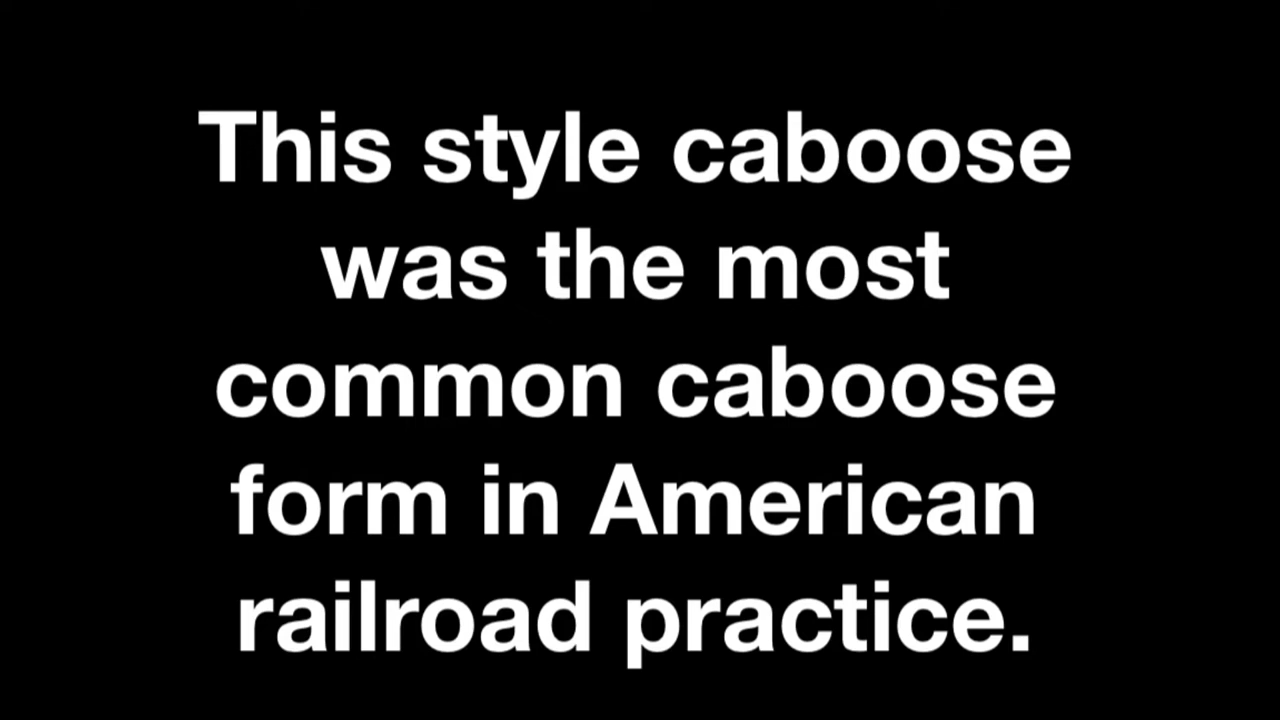 This style caboose
was the most
common caboose
form in American
railroad practice.